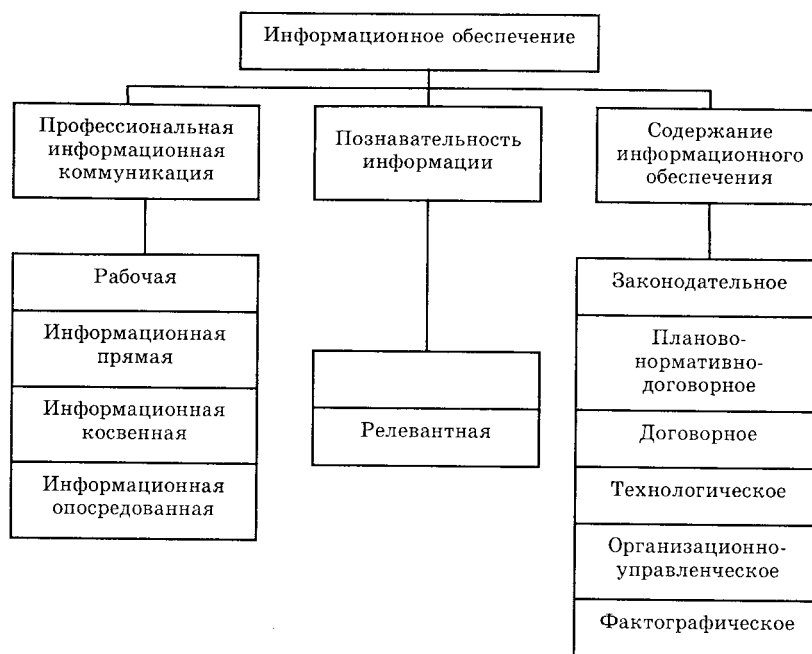 Информационное обеспечение
Профессиональная
информационная
коммуникация
Познавательность
информации
Содержание
информационного
обеспечения
Рабочая
Информационная
прямая
Информационная
косвенная
Информационная
опосредованная
Релевантная
Законодательное
Планово-
нормативно-
договорное
Договорное
Технологическое
Организационно-
управленческое
Фактографическое